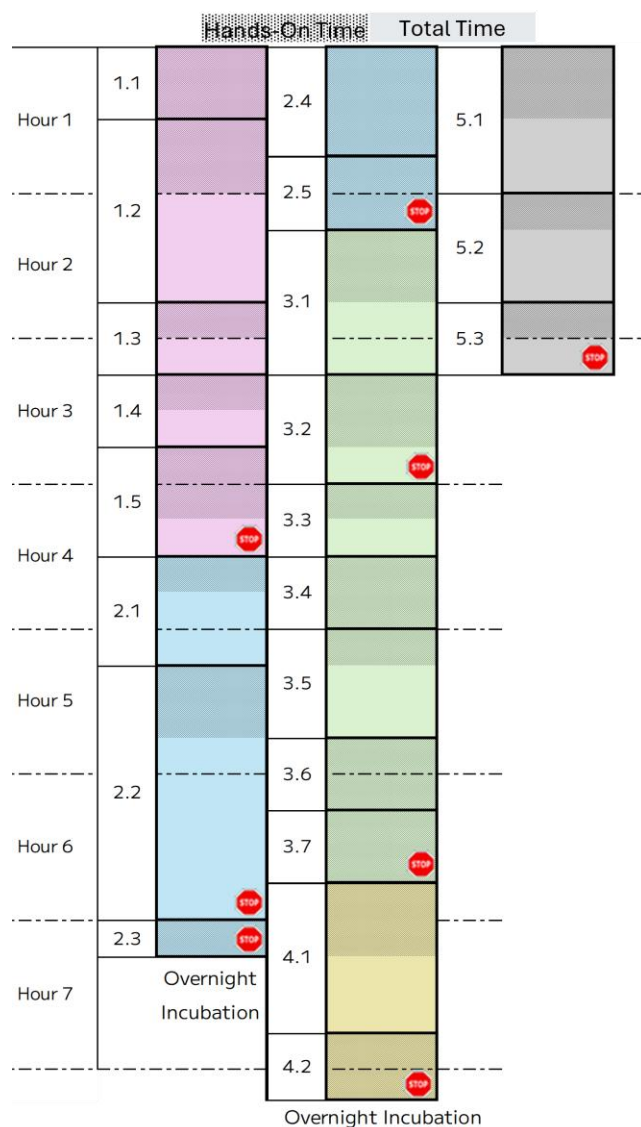 Hands-On Time Total Time
Hour 1
Hour 2
Hour 3
Hour 4
Hour 5
Hour 6
Hour 7
1.1
1.2
1.3
1.4
1.5
STOP
2.1
2.2
STOP
2.3
STOP
Overnight
Incubation
2.4
2.5
STOP
3.1
3.2
STOP
3.3
3.4
3.5
3.6
3.7
STOP
4.1
4.2
STOP
Overnight Incubation
5.1
5.2
5.3
STOP